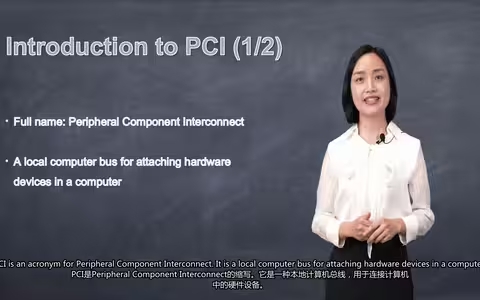 Introduction to PCI (1/2)
· Full name: Peripheral Component Interconnect
· A local computer bus for attaching hardware
devices in a computer
CI is an acronym for Peripheral Component Interconnect. It is a local computer bus for attaching hardware devices in a compute
PCI是Peripheral Component Interconnect的缩写。它是一种本地计算机总线，用于连接计算机
中的硬件设备。